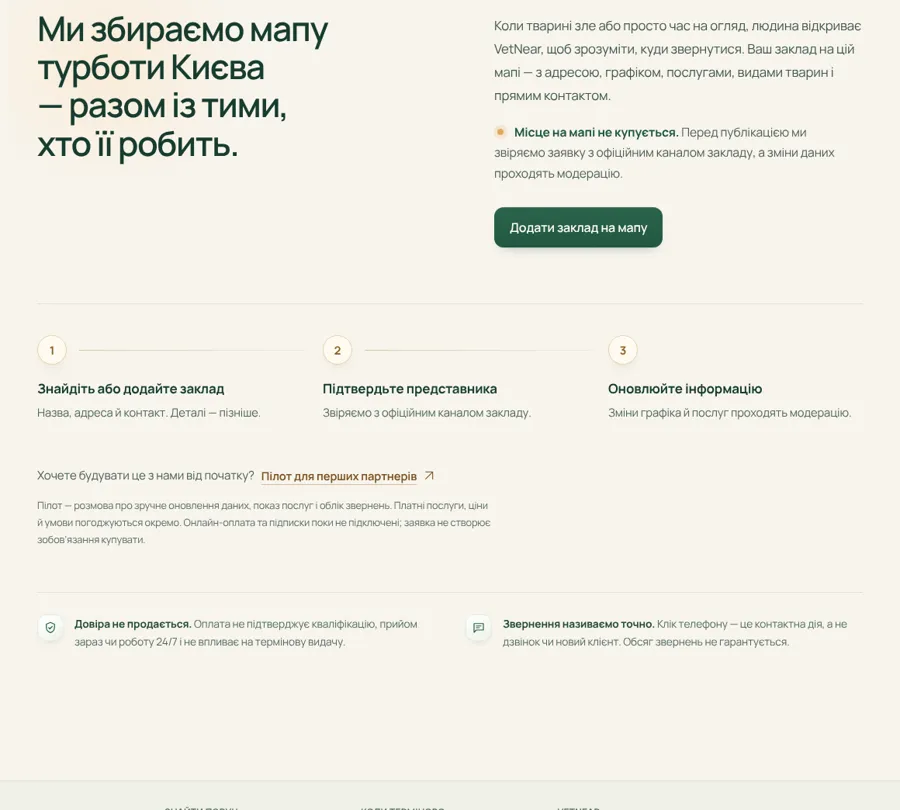 Ми збираємо мапу
турботи Києва
— разом із тими,
хто її робить.
Коли тварині зле або просто час на огляд, людина відкриває
VetNear, щоб зрозуміти, куди звернутися. Ваш заклад на цій
мапі — з адресою, графіком, послугами, видами тварин і
прямим контактом.
Місце на мапі не купується. Перед публікацією ми
звіряємо заявку з офіційним каналом закладу, а зміни даних
проходять модерацію.
Додати заклад на мапу
1
2
3
Знайдіть або додайте заклад
Підтвердьте представника
Оновлюйте інформацію
Назва, адреса й контакт. Деталі — пізніше.
Звіряємо з офіційним каналом закладу.
Зміни графіка й послуг проходять модерацію.
Хочете будувати це з нами від початку? Пілот для перших партнерів
Пілот — розмова про зручне оновлення даних, показ послуг і облік звернень. Платні послуги, ціни
й умови погоджуються окремо. Онлайн-оплата та підписки поки не підключені; заявка не створює
зобов'язання купувати.
Довіра не продається. Оплата не підтверджує кваліфікацію, прийом
зараз чи роботу 24/7 і не впливає на термінову видачу.
Звернення називаємо точно. Клік телефону — це контактна дія, а не
дзвінок чи новий клієнт. Обсяг звернень не гарантується.